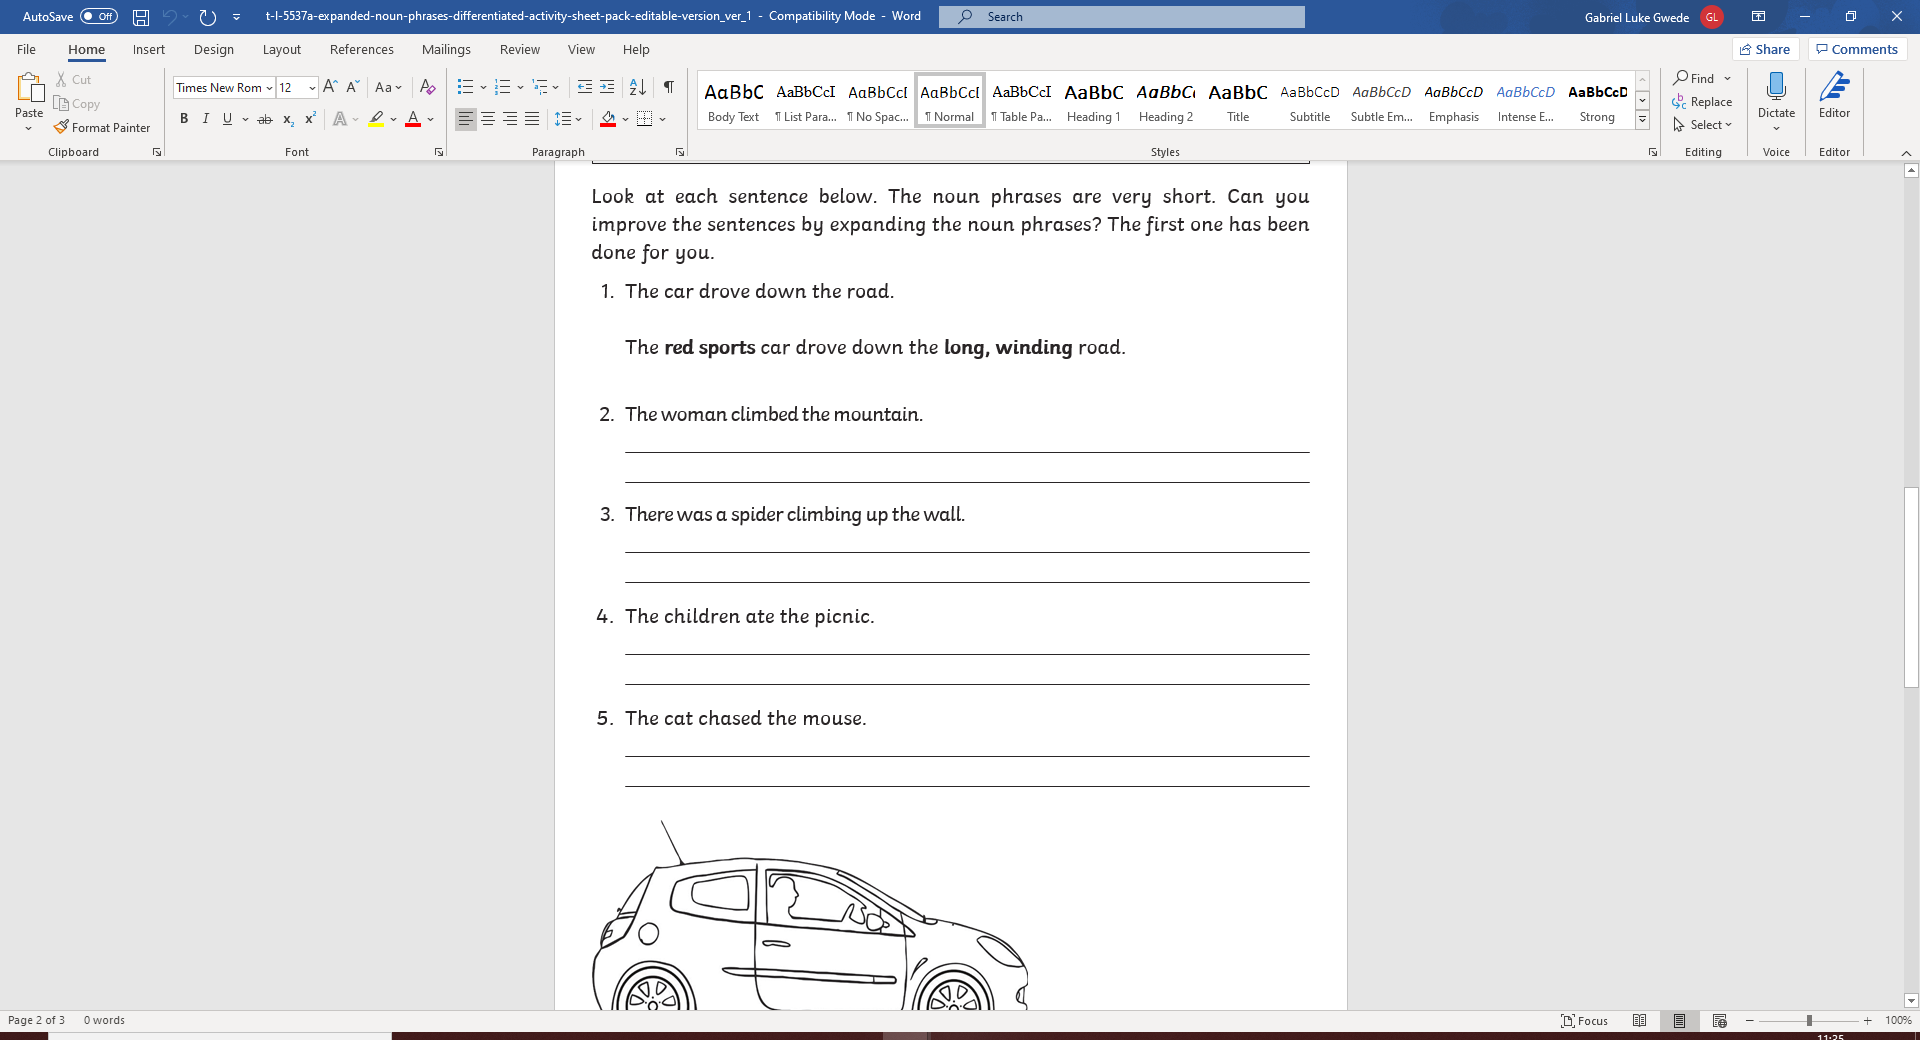 AutoSave Off t-l-5537a-expanded-noun-phrases-differentiated-activity-sheet-pack-editable-version_ver_1 - Compatibility Mode - Word Search Gabriel Luke Gwede GL
File Home Insert Design Layout References Mailings Review View Help Share Comments
Paste Cut Copy Format Painter
Times New Rom 12
AaBbC AaBbCcI AaBbCcI AaBbCcI AaBbCcI AaBbC AaBbCc AaBbC AaBbCcD AaBbCcD AaBbCcD AaBbCcD AaBbCcD
Body Text ¶ List Para... ¶ No Spac... ¶ Normal ¶ Table Pa... Heading 1 Heading 2 Title Subtitle Subtle Em... Emphasis Intense E... Strong
Find Replace Select Dictate Editor
Clipboard Font Paragraph Styles Editing Voice Editor
Look at each sentence below. The noun phrases are very short. Can you
improve the sentences by expanding the noun phrases? The first one has been
done for you.
1. The car drove down the road.
The red sports car drove down the long, winding road.
2. The woman climbed the mountain.
3. There was a spider climbing up the wall.
4. The children ate the picnic.
5. The cat chased the mouse.
Page 2 of 3 0 words Focus 100%